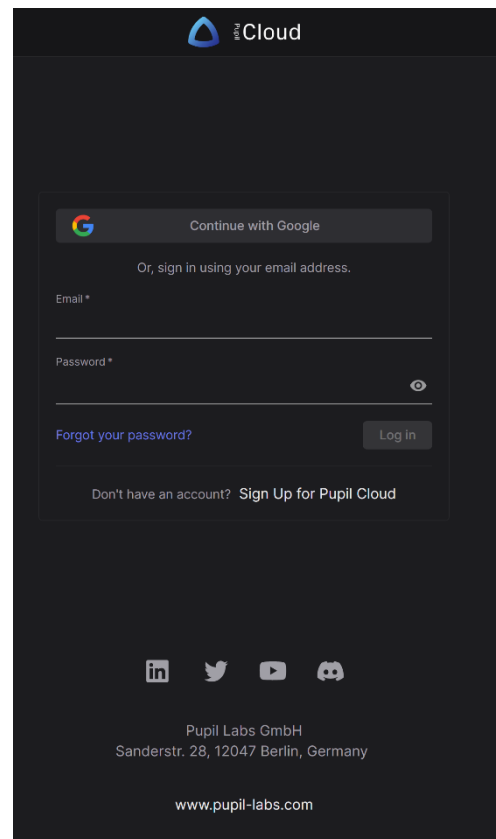 Pupil Cloud
Continue with Google
Or, sign in using your email address.
Email *
Password *
Forgot your password?
Log in
Don't have an account? Sign Up for Pupil Cloud
in
Pupil Labs GmbH
Sanderstr. 28, 12047 Berlin, Germany
www.pupil-labs.com